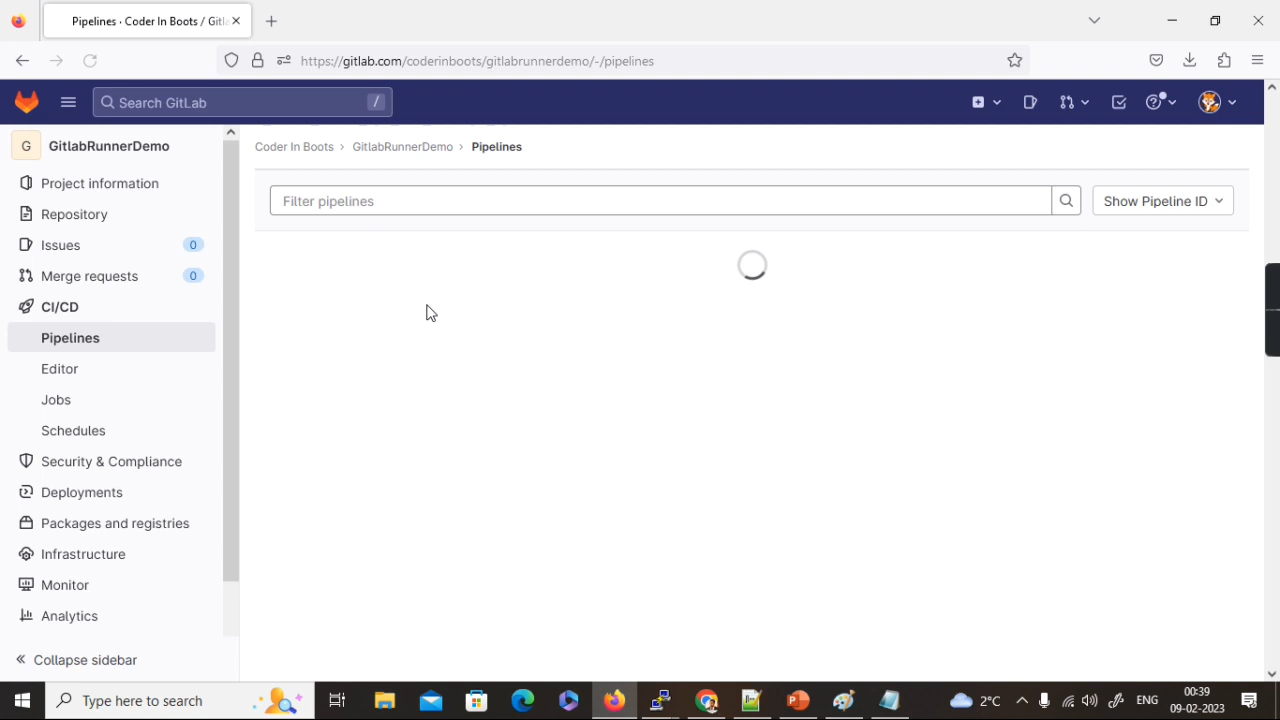 Pipelines · Coder In Boots / Gitla
https://gitlab.com/coderinboots/gitlabrunnerdemo/-/pipelines
Search GitLab /
G GitlabRunnerDemo
Coder In Boots › GitlabRunnerDemo › Pipelines
Project information
Filter pipelines
Show Pipeline ID
Repository
Issues 0
Merge requests 0
CI/CD
Pipelines
Editor
Jobs
Schedules
Security & Compliance
Deployments
Packages and registries
Infrastructure
Monitor
Analytics
Collapse sidebar
Type here to search
2°C
ENG
00:39
09-02-2023